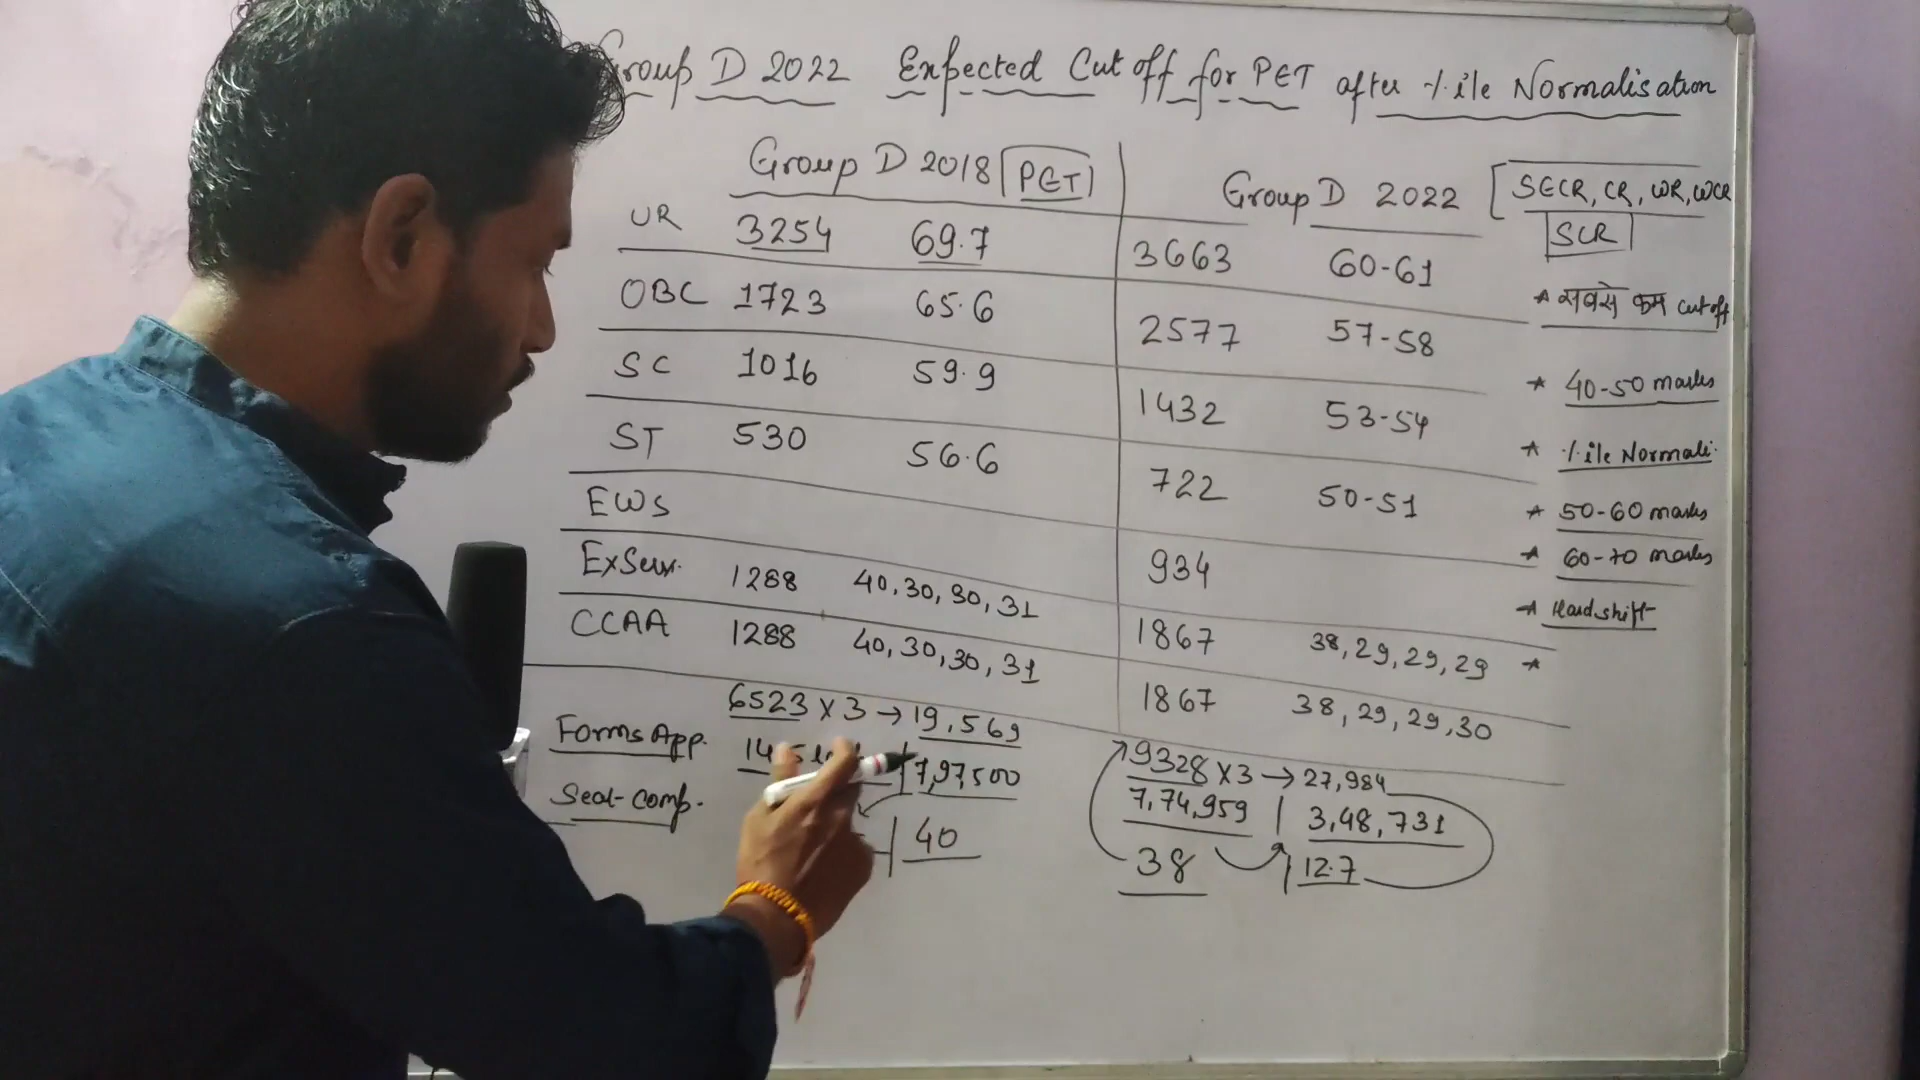 Group D 2022 Expected Cut off for PET after %ile Normalisation
Group D 2018 PET
Group D 2022 [SECR, CR, WR, WCR
SCR
UR 3254 69.7 3663 60-61
OBC 1723 65.6 2577 57-58
SC 1016 59.9 1432 53-54
ST 530 56.6 722 50-51
EWS 934
ExSerr. 1288 40,30,30,31 1867 38,29,29,29
CCAA 1288 40,30,30,31 1867 38,29,29,30
6523 x 3 → 19,569 9328 x 3 → 27,984
Forms App. 7,97,500 7,74,959 | 3,48,731
Seat-comp. 40 38 12.7
* सबसे कम cutoff
* 40-50 marks
* %ile Normali.
* 50-60 marks
* 60-70 marks
* Hard shift
*